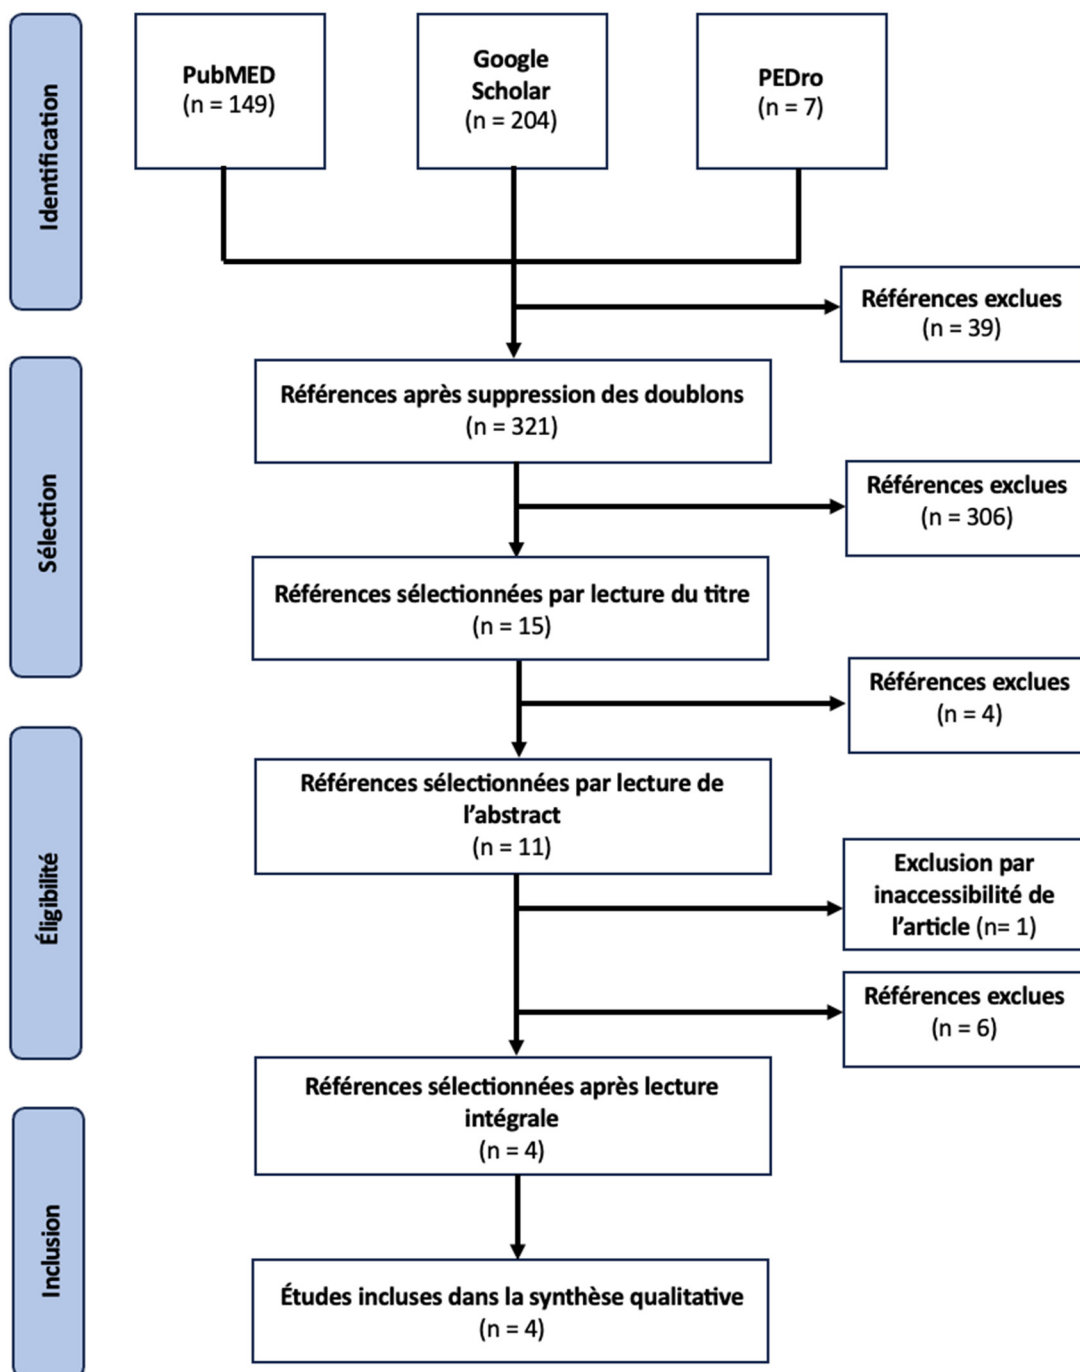 Identification
PubMED
(n = 149)
Google
Scholar
(n = 204)
PEDro
(n = 7)
Références exclues
(n = 39)
Sélection
Références après suppression des doublons
(n = 321)
Références exclues
(n = 306)
Références sélectionnées par lecture du titre
(n = 15)
Références exclues
(n = 4)
Éligibilité
Références sélectionnées par lecture de
l’abstract
(n = 11)
Exclusion par
inaccessibilité de
l’article (n= 1)
Références exclues
(n = 6)
Références sélectionnées après lecture
intégrale
(n = 4)
Inclusion
Études incluses dans la synthèse qualitative
(n = 4)